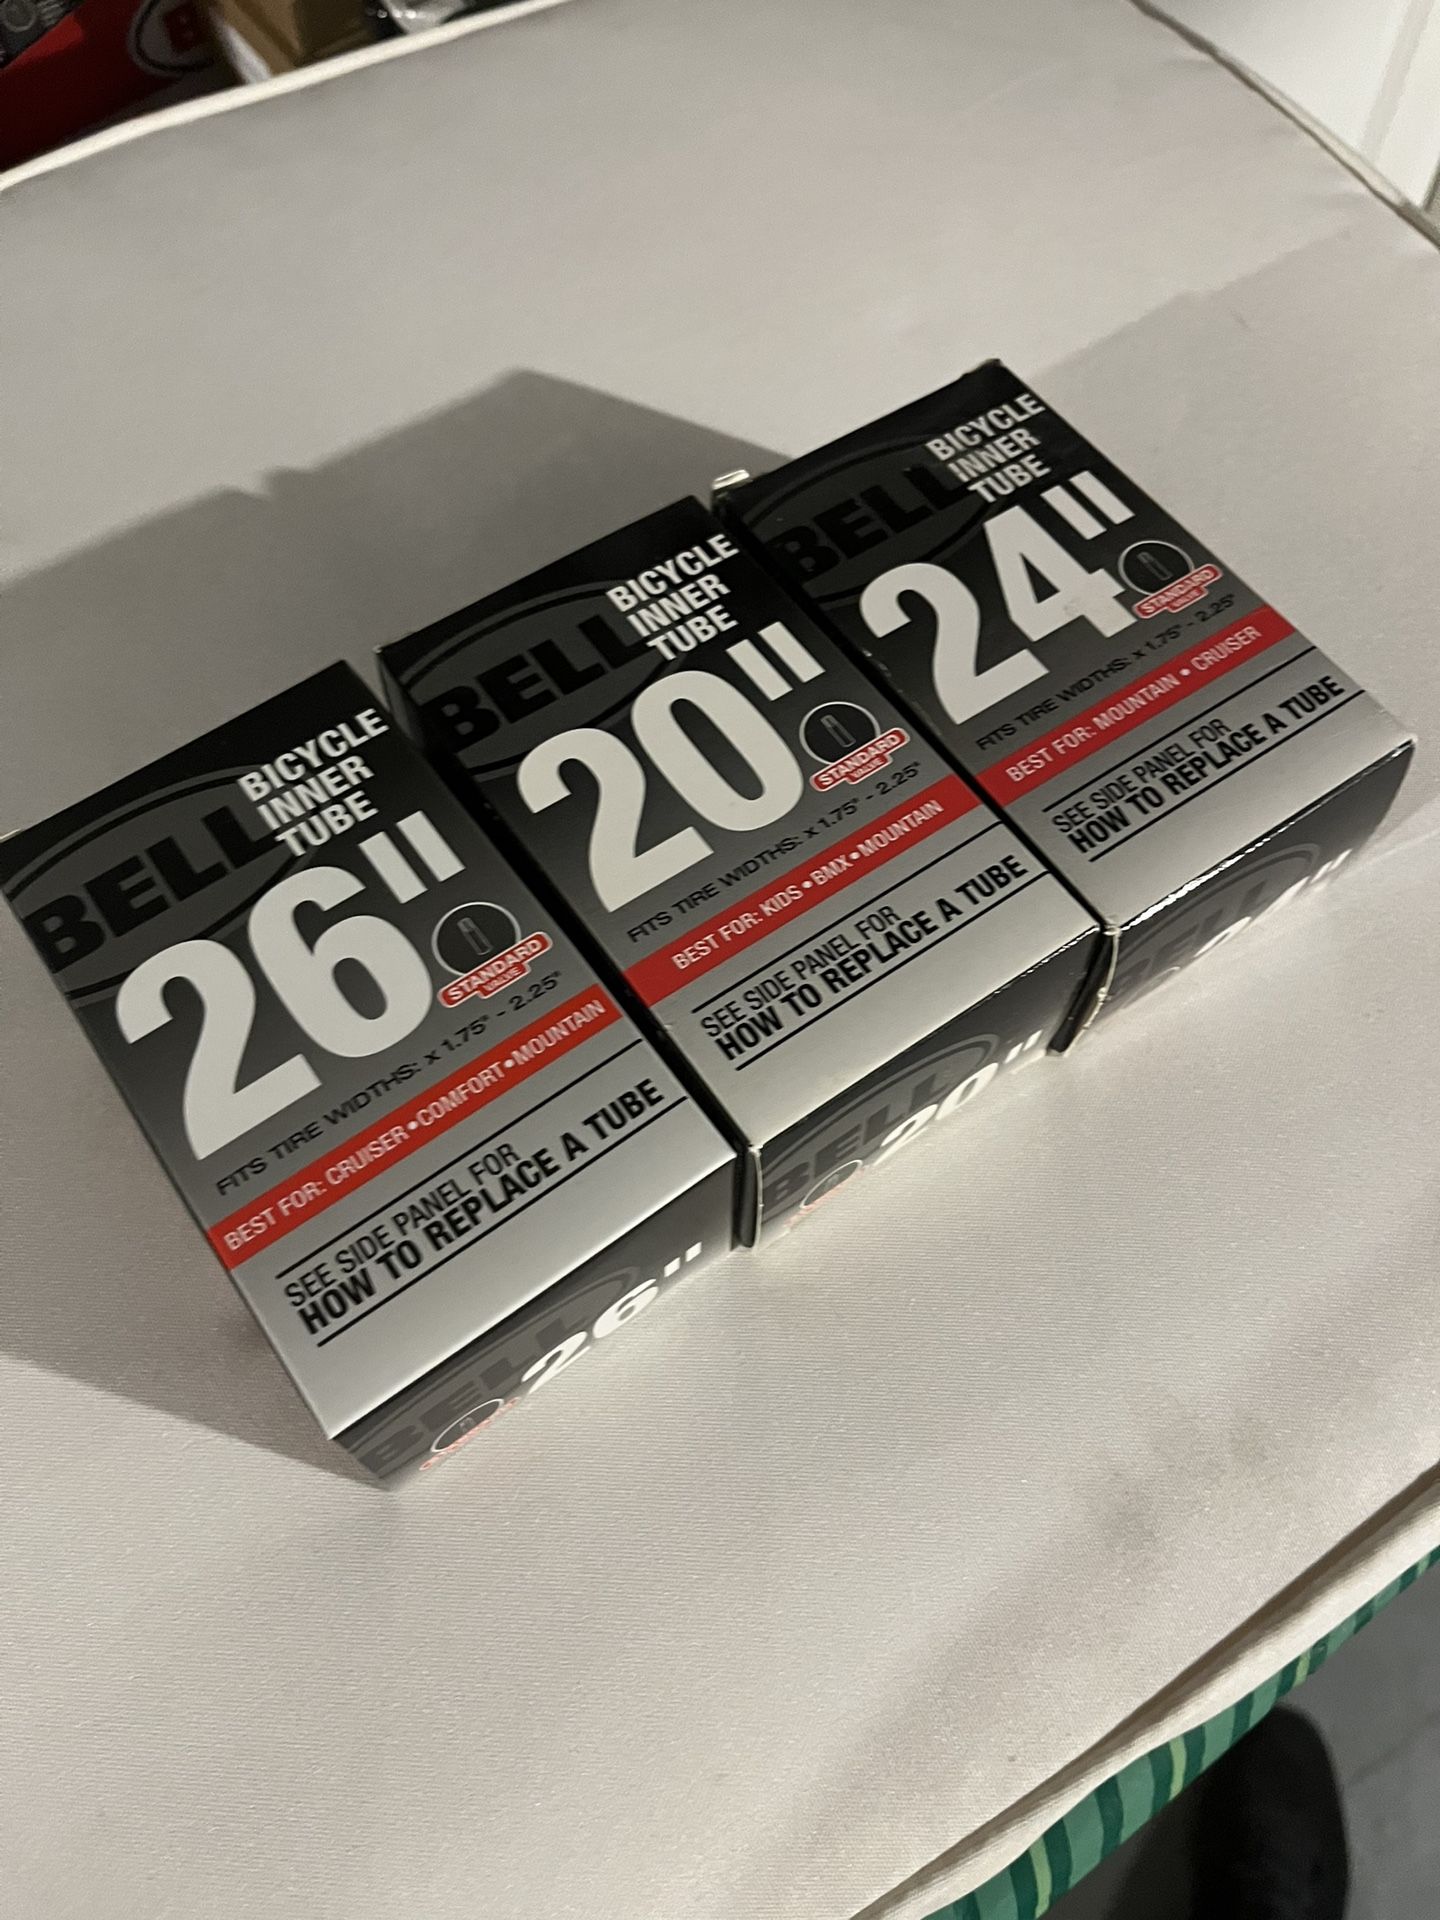 BELL
BICYCLE
INNER
TUBE
26"
STANDARD
VALVE
FITS TIRE WIDTHS: x 1.75" - 2.25"
BEST FOR: CRUISER • COMFORT • MOUNTAIN
SEE SIDE PANEL FOR
HOW TO REPLACE A TUBE
BELL
26"
BELL
BICYCLE
INNER
TUBE
20"
STANDARD
VALVE
FITS TIRE WIDTHS: x 1.75" - 2.25"
BEST FOR: KIDS • BMX • MOUNTAIN
SEE SIDE PANEL FOR
HOW TO REPLACE A TUBE
BELL
20"
BELL
BICYCLE
INNER
TUBE
24"
STANDARD
VALVE
FITS TIRE WIDTHS: x 1.75" - 2.25"
BEST FOR: MOUNTAIN • CRUISER
SEE SIDE PANEL FOR
HOW TO REPLACE A TUBE
BELL